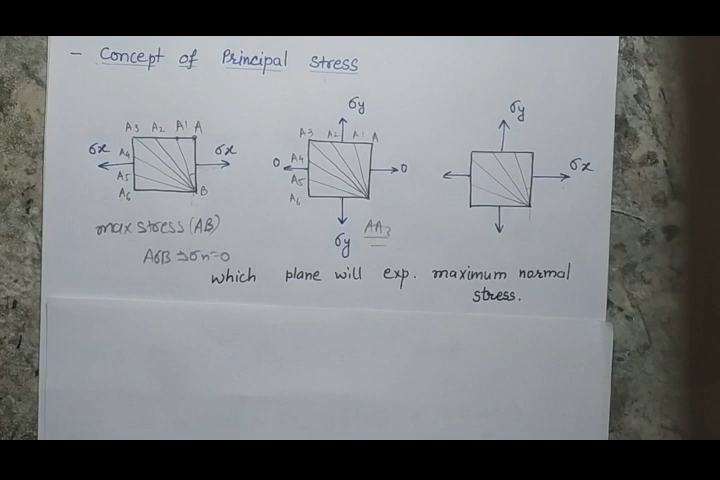 - Concept of Principal Stress
σy
σy
A3 A2 A1 A
A3 A2 A1 A
σx
σx
A4
0
A4
0
σx
A5
A5
A6
B
A6
max stress (AB)
σy
AA3
A6B ⇒ σn=0
which plane will exp. maximum normal
stress.